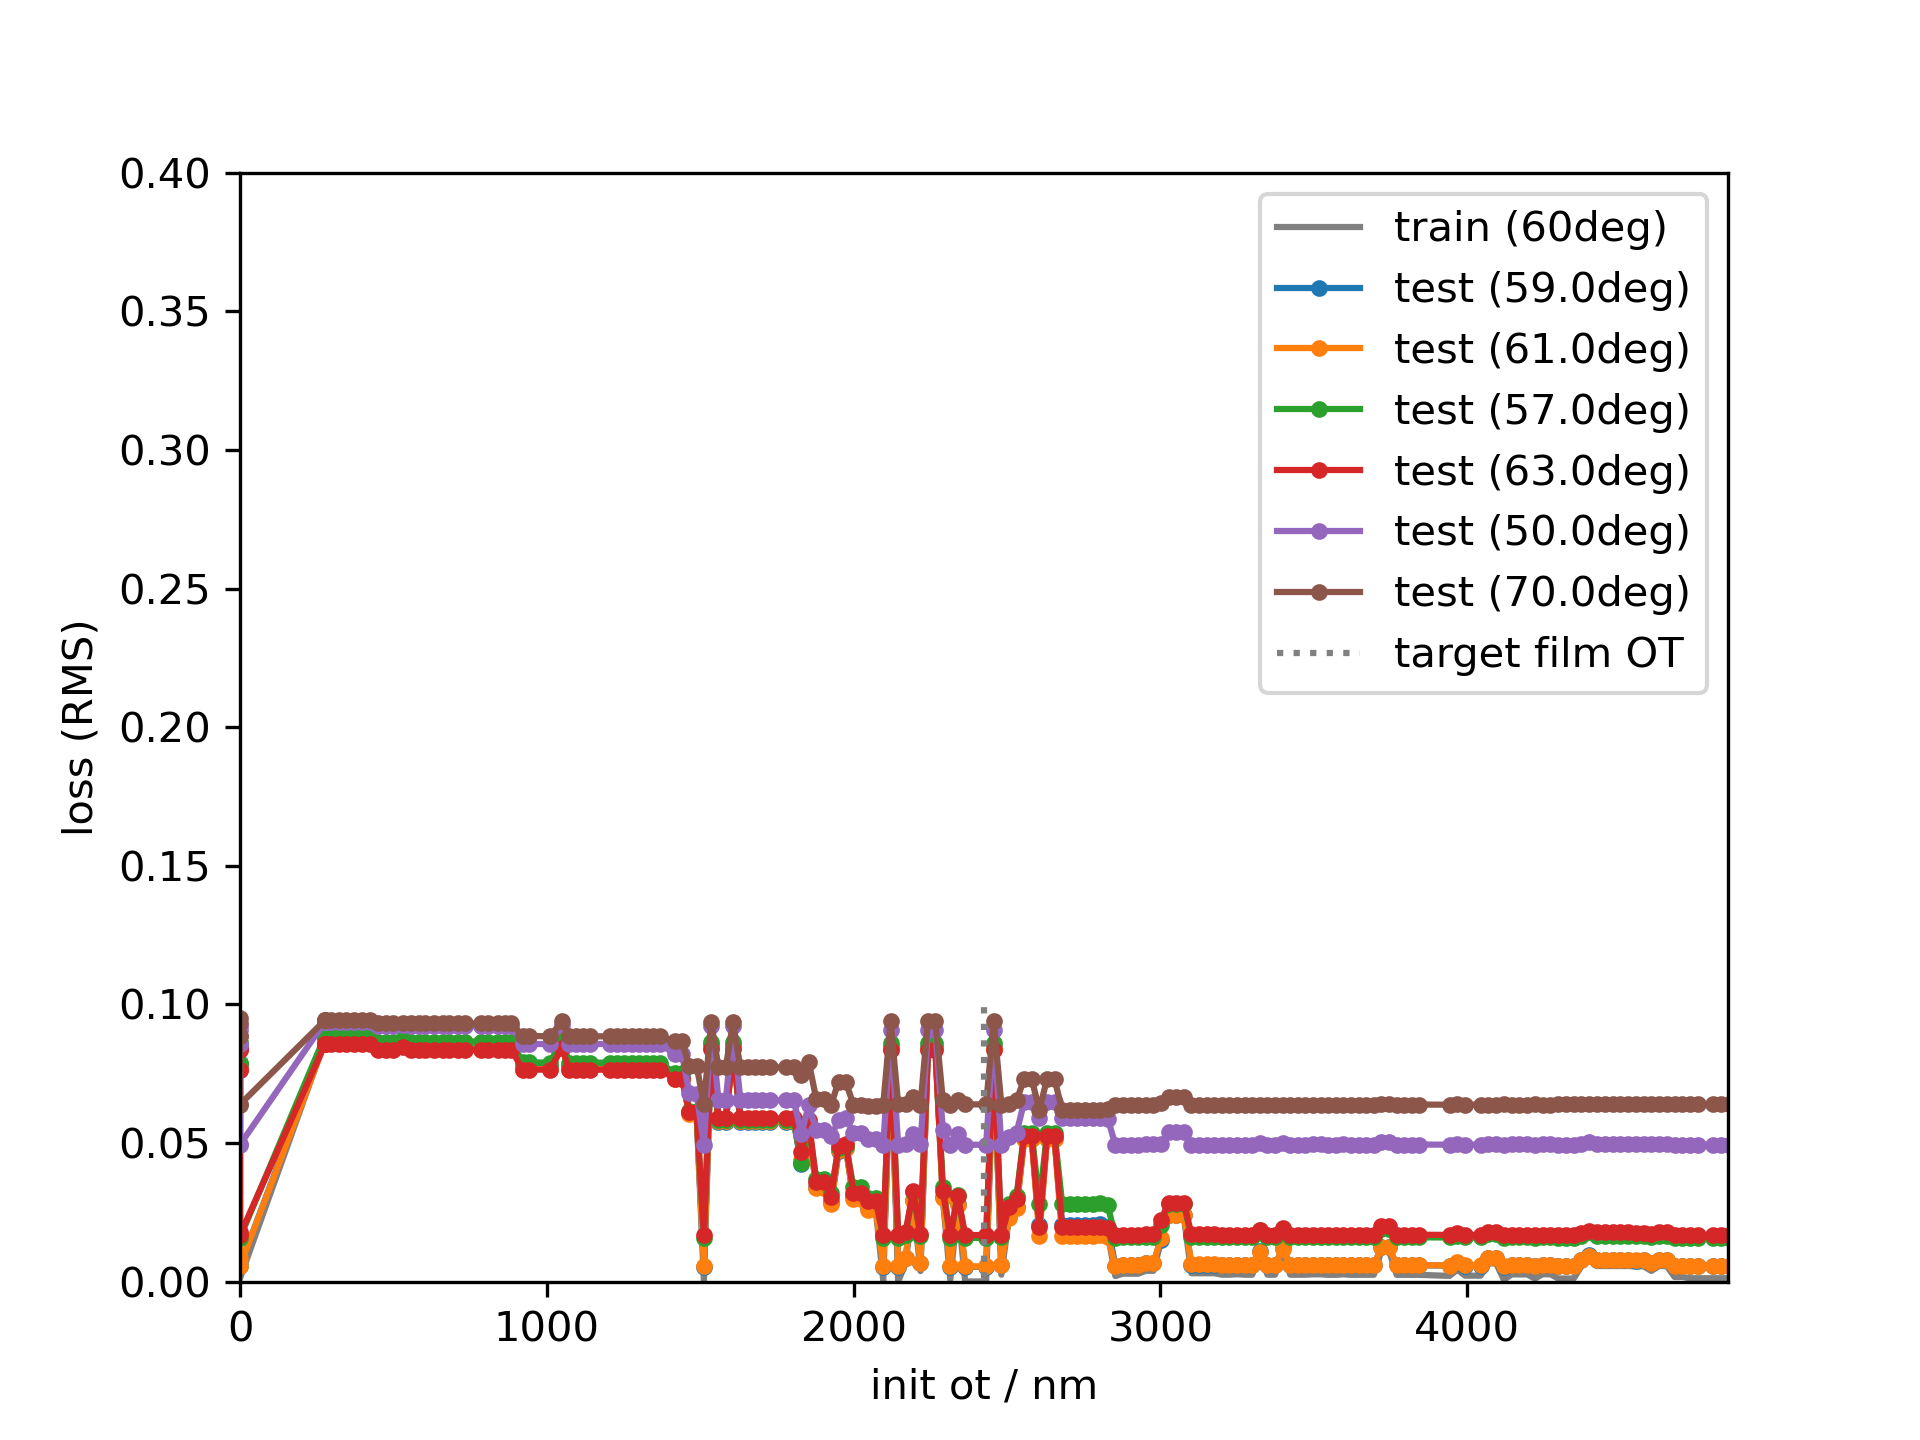 0.40
0.35
0.30
0.25
0.20
0.15
0.10
0.05
0.00
loss (RMS)
train (60deg)
test (59.0deg)
test (61.0deg)
test (57.0deg)
test (63.0deg)
test (50.0deg)
test (70.0deg)
target film OT
0 1000 2000 3000 4000
init ot / nm